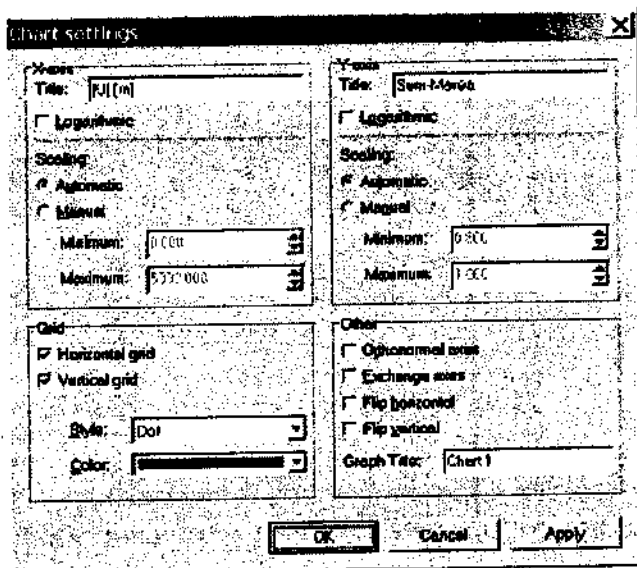 Chart settings
X-axis
Title:
Logarithmic
Scaling:
Automatic
Manual
Minimum:
Maximum:
Y-axis
Title:
Logarithmic
Scaling:
Automatic
Manual
Minimum:
Maximum:
Grid
Horizontal grid
Vertical grid
Style: Dot
Color:
Other
Orthonormal axes
Exchange axes
Flip horizontal
Flip vertical
Graph Title: Chart 1
OK Cancel Apply